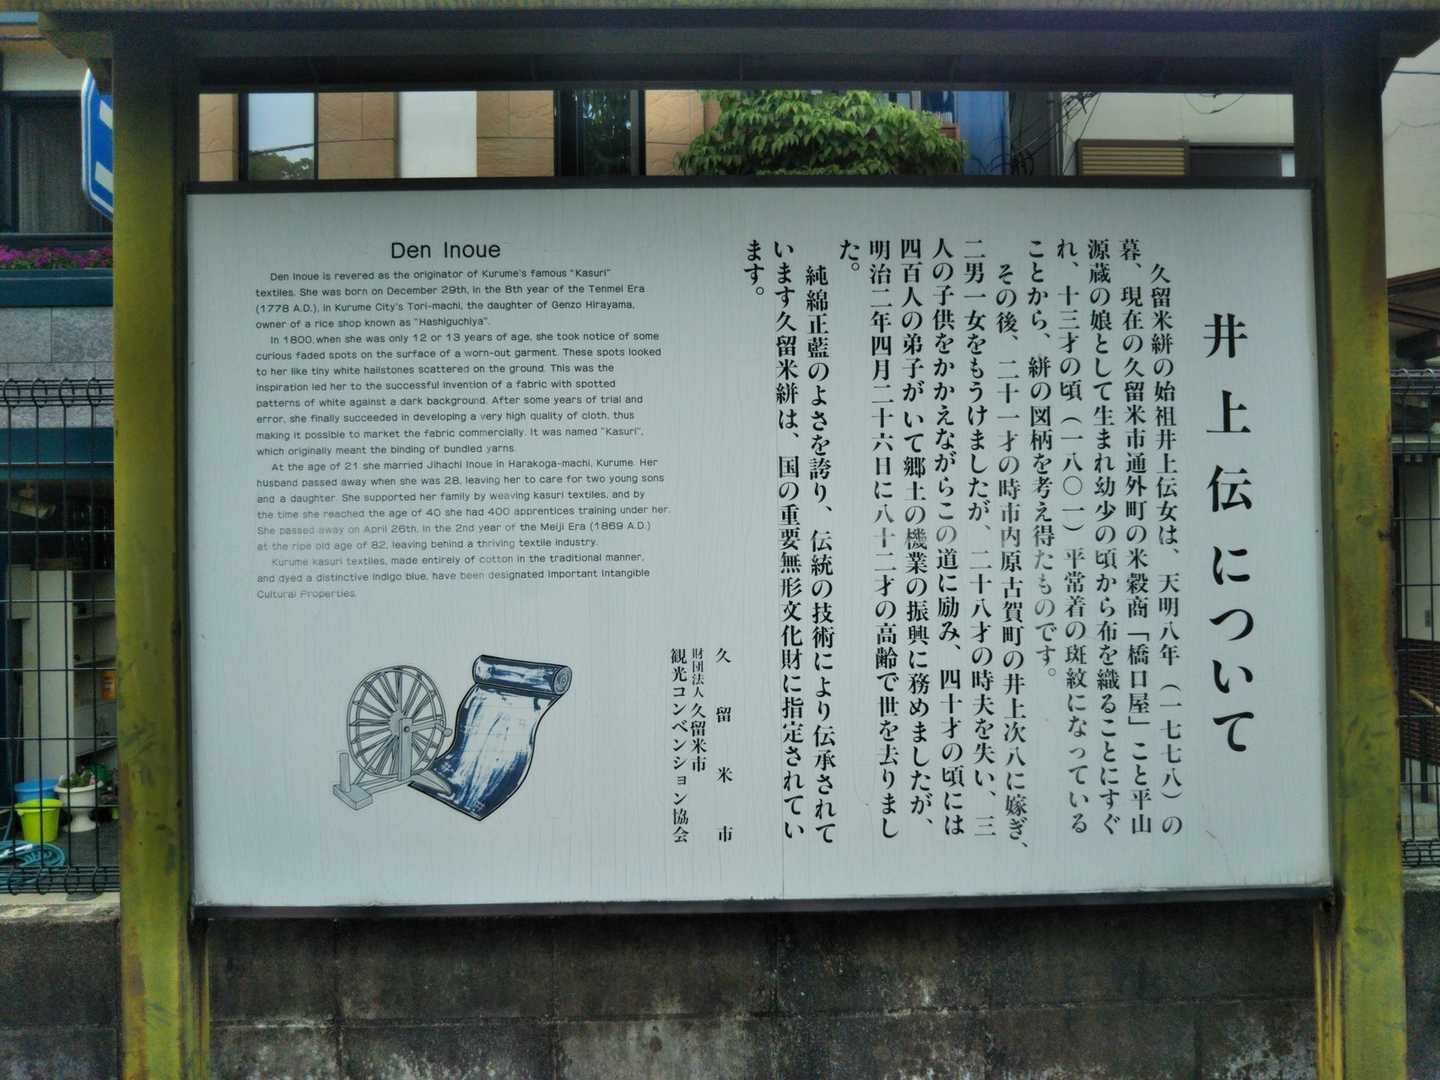 Den Inoue
Den Inoue is revered as the originator of Kurume's famous "Kasuri"
textiles. She was born on December 29th, in the 8th year of the Tenmei Era
(1778 A.D.), in Kurume City's Tori-machi, the daughter of Genzo Hirayama,
owner of a rice shop known as "Hashiguchiya".
In 1800,when she was only 12 or 13 years of age, she took notice of some
curious faded spots on the surface of a worn-out garment. These spots looked
to her like tiny white hailstones scattered on the ground. This was the
inspiration led her to the successful invention of a fabric with spotted
patterns of white against a dark background. After some years of trial and
error, she finally succeeded in developing a very high quality of cloth, thus
making it possible to market the fabric commercially. It was named "Kasuri",
which originally meant the binding of bundled yarns.
At the age of 21 she married Jihachi Inoue in Harakoga-machi, Kurume. Her
husband passed away when she was 28, leaving her to care for two young sons
and a daughter. She supported her family by weaving kasuri textiles, and by
the time she reached the age of 40 she had 400 apprentices training under her.
She passed away on April 26th, in the 2nd year of the Meiji Era (1869 A.D.)
at the ripe old age of 82, leaving behind a thriving textile industry.
Kurume kasuri textiles, made entirely of cotton in the traditional manner,
and dyed a distinctive indigo blue, have been designated Important Intangible
Cultural Properties.
井上伝について
久留米絣の始祖井上伝女は、天明八年（一七七八）の
暮、現在の久留米市通外町の米穀商「橋口屋」こと平山
源蔵の娘として生まれ幼少の頃から布を織ることにすぐ
れ、十三才の頃（一八〇一）平常着の斑紋になっている
ことから、絣の図柄を考え得たものです。
その後、二十一才の時市内原古賀町の井上次八に嫁ぎ、
二男一女をもうけましたが、二十八才の時夫を失い、三
人の子供をかかえながらこの道に励み、四十才の頃には
四百人の弟子がいて郷土の機業の振興に務めましたが、
明治二年四月二十六日に八十二才の高齢で世を去りまし
た。
純綿正藍のよさを誇り、伝統の技術により伝承されて
います久留米絣は、国の重要無形文化財に指定されてい
ます。
久留米市
財団法人久留米市
観光コンベンション協会